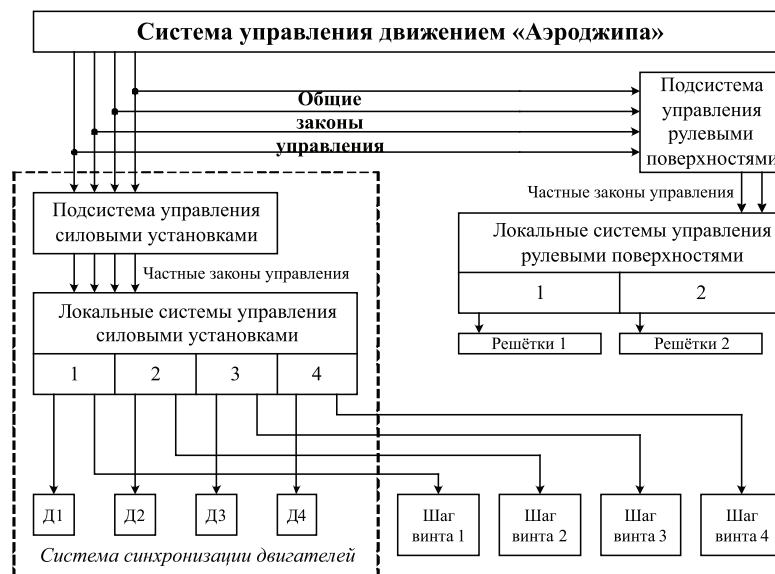 Система управления движением «Аэроджипа»
Общие
законы
управления
Подсистема
управления
рулевыми
поверхностями
Частные законы управления
Подсистема управления
силовыми установками
Локальные системы управления
рулевыми поверхностями
1
2
Частные законы управления
Локальные системы управления
силовыми установками
1
2
3
4
Решётки 1
Решётки 2
Д1
Д2
Д3
Д4
Шаг
винта 1
Шаг
винта 2
Шаг
винта 3
Шаг
винта 4
Система синхронизации двигателей